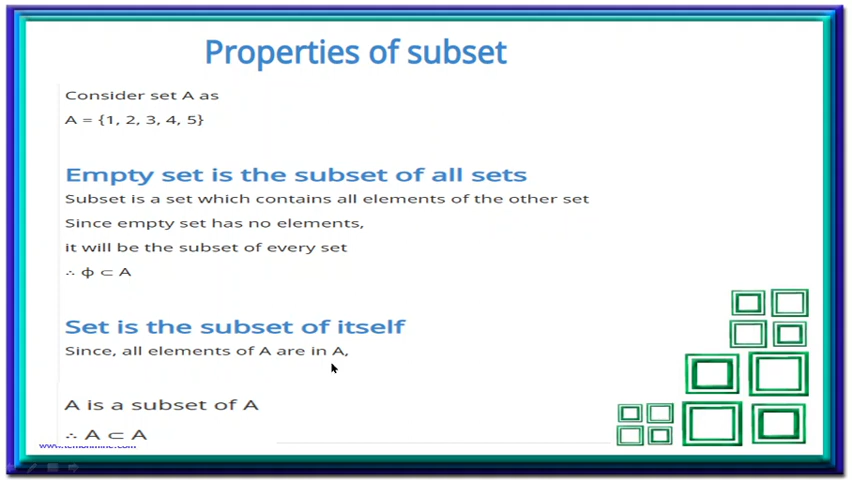 Properties of subset
Consider set A as
A = {1, 2, 3, 4, 5}
Empty set is the subset of all sets
Subset is a set which contains all elements of the other set
Since empty set has no elements,
it will be the subset of every set
∴ ϕ ⊂ A
Set is the subset of itself
Since, all elements of A are in A,
A is a subset of A
∴ A ⊂ A